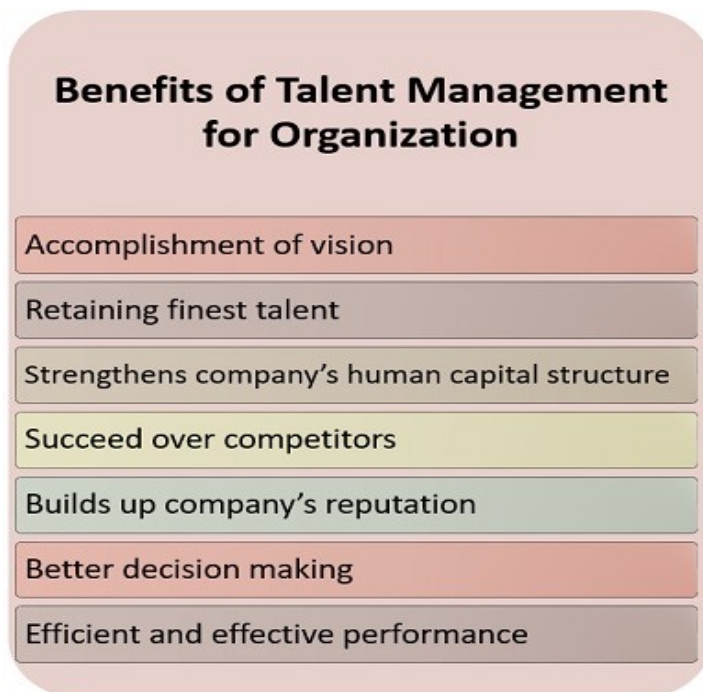 Benefits of Talent Management
for Organization
Accomplishment of vision
Retaining finest talent
Strengthens company’s human capital structure
Succeed over competitors
Builds up company’s reputation
Better decision making
Efficient and effective performance